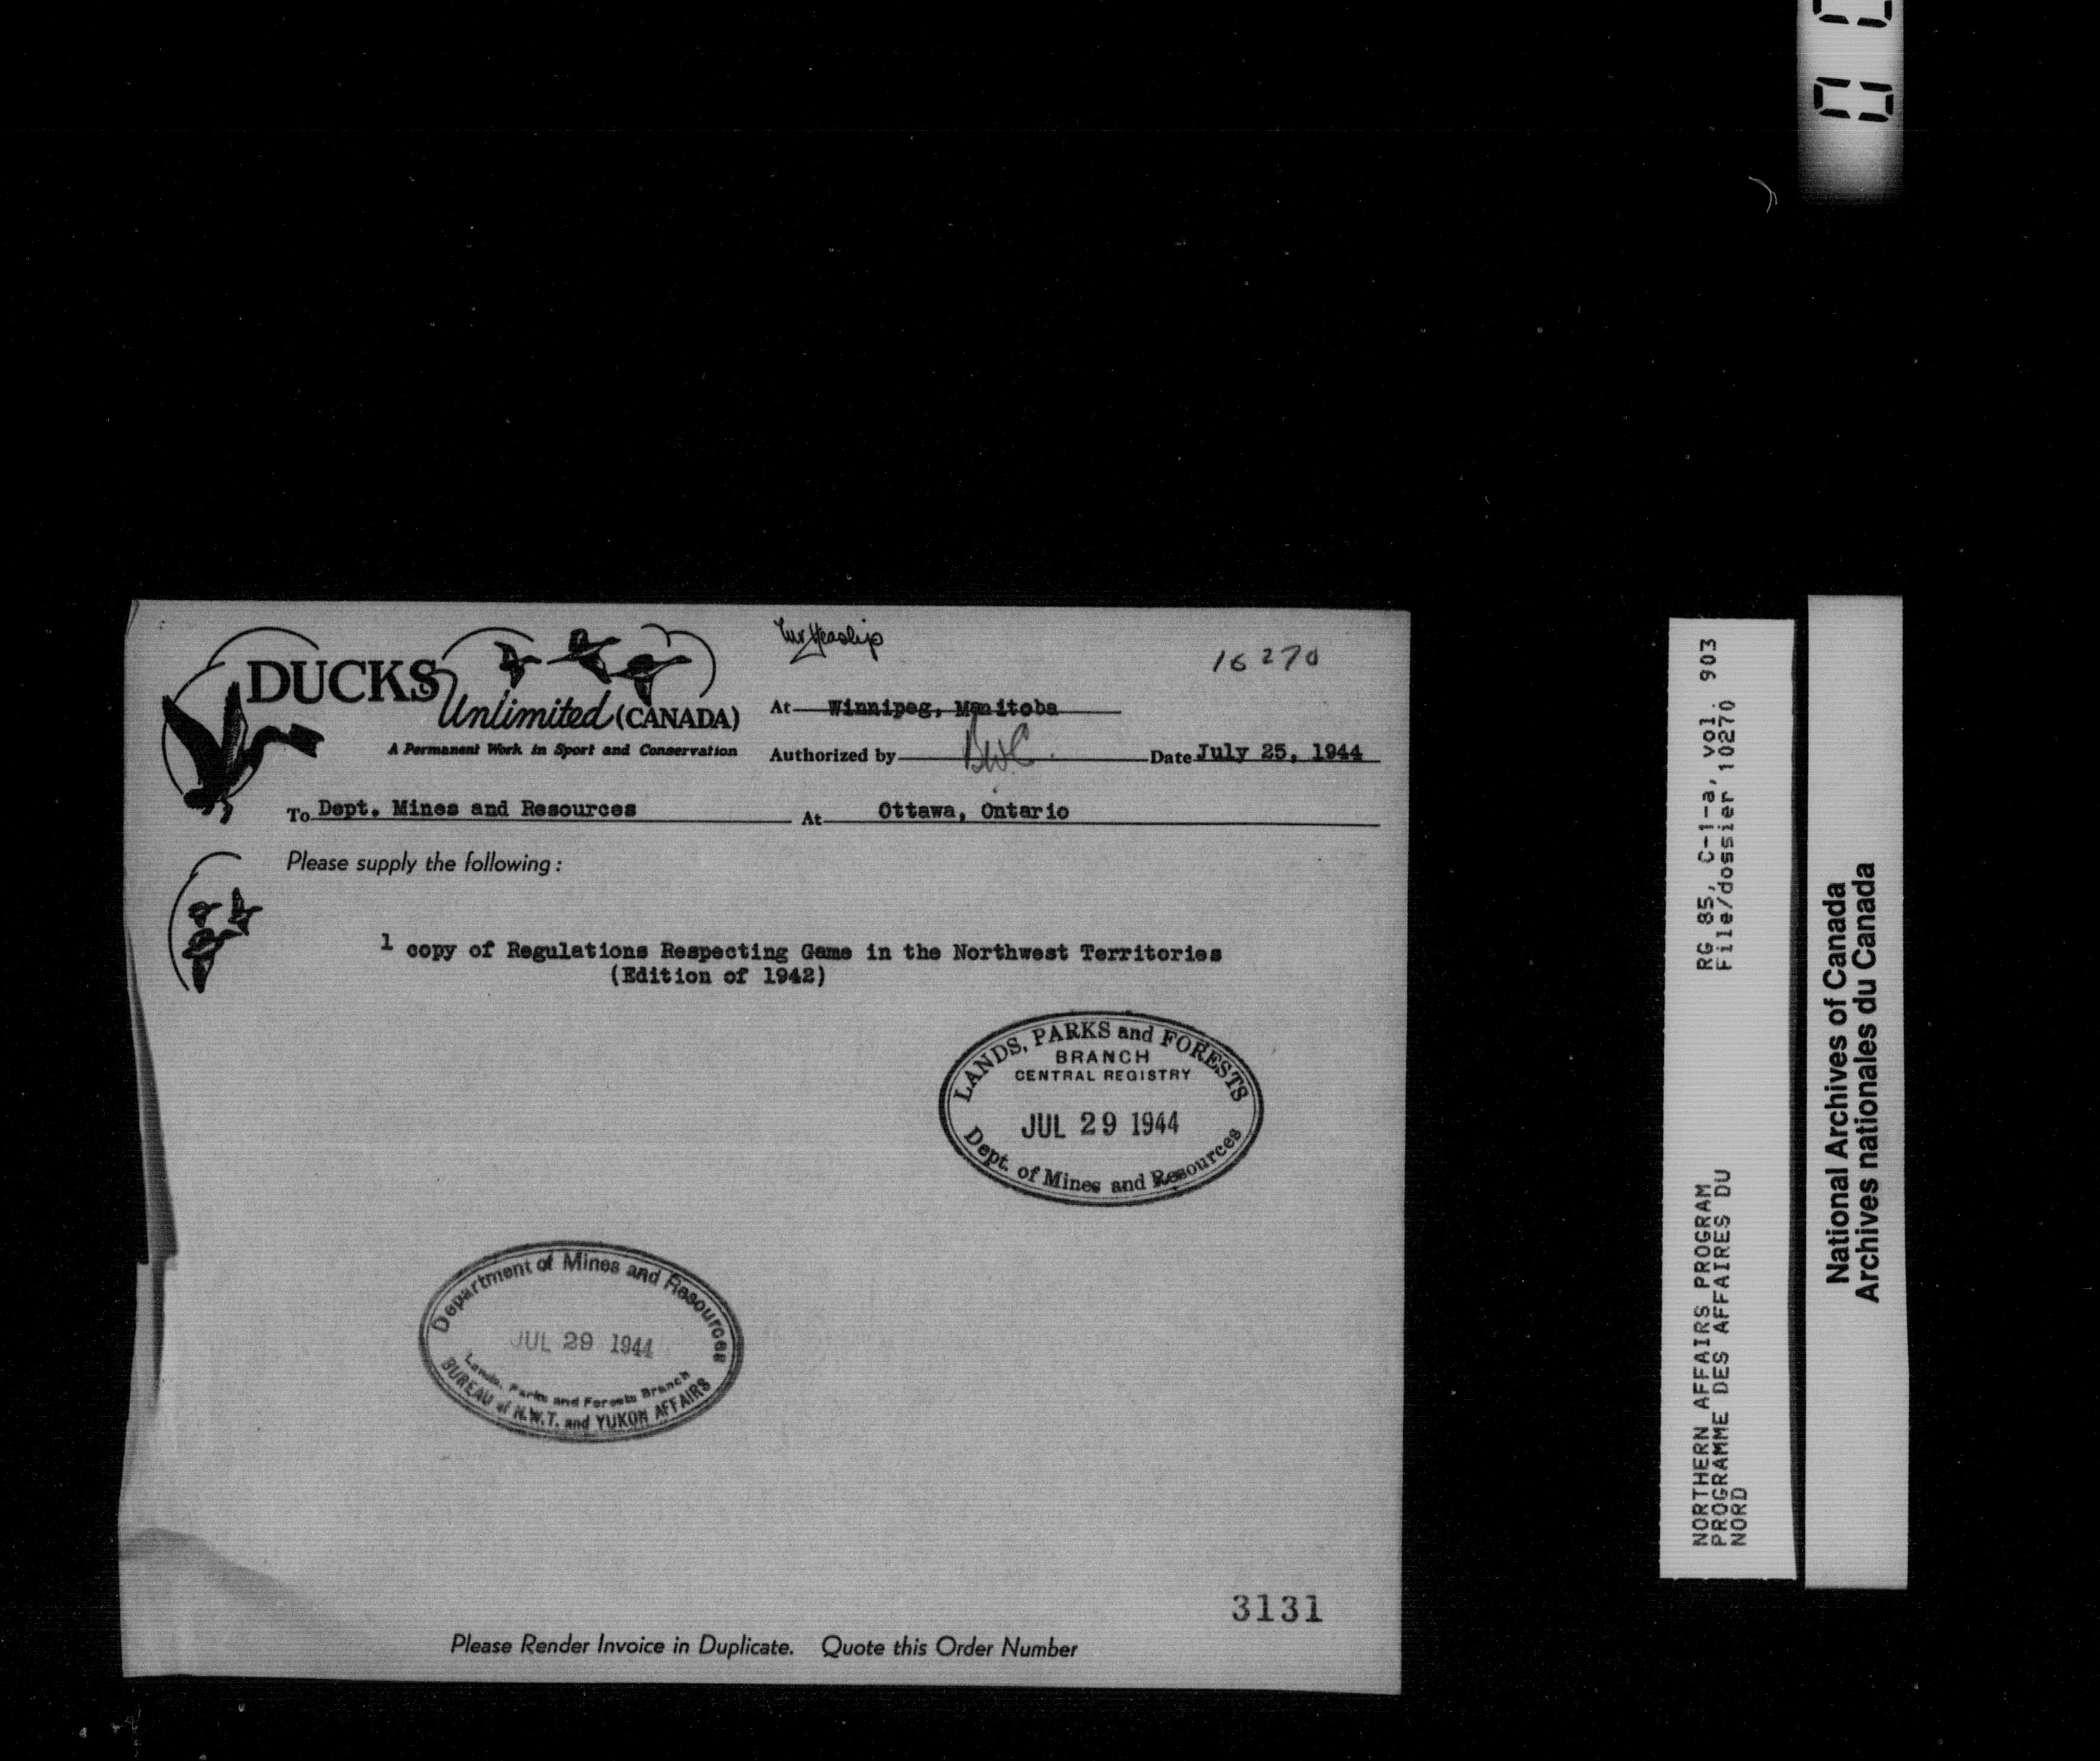 Mr Heaslip
16270
DUCKS
Unlimited (CANADA)
A Permanent Work in Sport and Conservation
At Winnipeg, Manitoba
Authorized by BWC. Date July 25, 1944
To Dept. Mines and Resources At Ottawa, Ontario
Please supply the following:
1 copy of Regulations Respecting Game in the Northwest Territories
(Edition of 1942)
LANDS, PARKS and FORESTS
BRANCH
CENTRAL REGISTRY
JUL 29 1944
Dept. of Mines and Resources
Department of Mines and Resources
JUL 29 1944
Lands, Parks and Forests Branch
BUREAU of N.W.T. and YUKON AFFAIRS
3131
Please Render Invoice in Duplicate. Quote this Order Number
RG 85, C-1-a, vol. 903
File/dossier 10270
NORTHERN AFFAIRS PROGRAM
PROGRAMME DES AFFAIRES DU
NORD
National Archives of Canada
Archives nationales du Canada